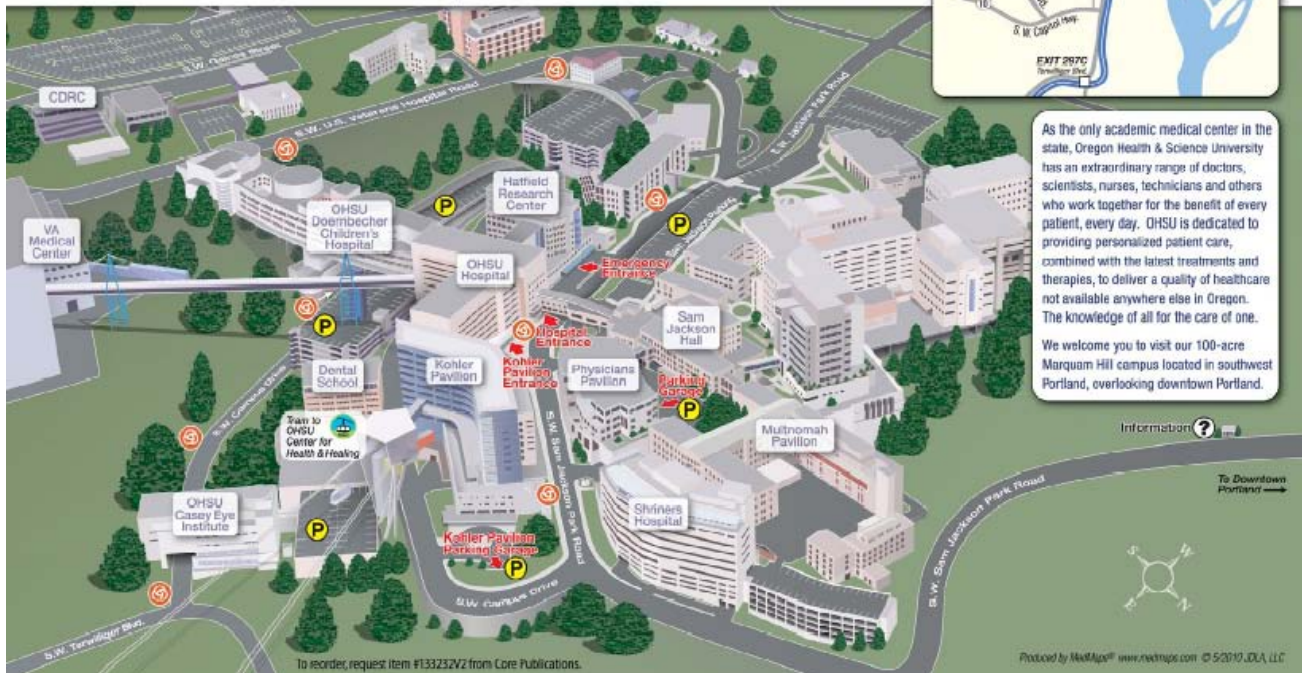 10
S.W. Capitol Hwy.
EXIT 297C
Terwilliger Blvd.
S.W. Gaines Street
CDRC
S.W. U.S. Veterans Hospital Road
S.W. Jackson Park Road
As the only academic medical center in the
state, Oregon Health & Science University
has an extraordinary range of doctors,
scientists, nurses, technicians and others
who work together for the benefit of every
patient, every day. OHSU is dedicated to
providing personalized patient care,
combined with the latest treatments and
therapies, to deliver a quality of healthcare
not available anywhere else in Oregon.
The knowledge of all for the care of one.
We welcome you to visit our 100-acre
Marquam Hill campus located in southwest
Portland, overlooking downtown Portland.
Hatfield
Research
Center
P
P
VA
Medical
Center
OHSU
Doernbecher
Children's
Hospital
OHSU
Hospital
Emergency
Entrance
Sam
Jackson
Hall
Hospital
Entrance
Kohler
Pavilion
Entrance
P
Dental
School
Kohler
Pavilion
Physicians
Pavilion
Parking
Garage
P
S.W. Campus Drive
Tram to
OHSU
Center for
Health & Healing
S.W. Sam Jackson Park Road
Multnomah
Pavilion
Information ?
To Downtown
Portland
OHSU
Casey Eye
Institute
P
Shriners
Hospital
Kohler Pavilion
Parking Garage
P
S.W. Campus Drive
S.W. Sam Jackson Park Road
S
W
E
N
S.W. Terwilliger Blvd.
To reorder, request item #133232V2 from Core Publications.
Produced by MedMaps® www.medmaps.com © 5/2010 JDLA, LLC